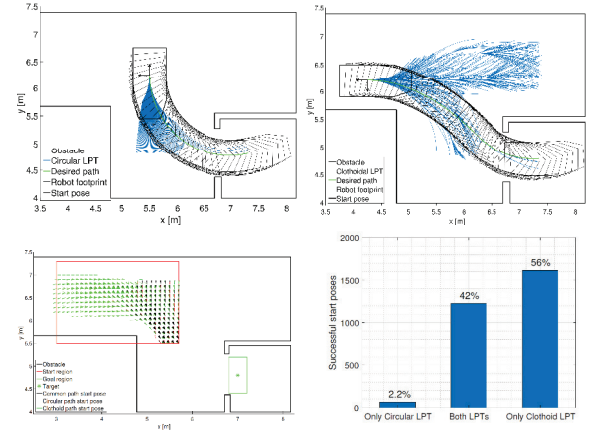 7.5
7
6.5
6
5.5
5
4.5
4
y [m]
Obstacle
Circular LPT
Desired path
Robot footprint
Start pose
3.5 4 4.5 5 5.5 6 6.5 7 7.5 8
x [m]
7.5
7
6.5
6
5.5
5
4.5
4
y [m]
Obstacle
Clothoidal LPT
Desired path
Robot footprint
Start pose
3.5 4 4.5 5 5.5 6 6.5 7 7.5 8
x [m]
7.5
7
6.5
6
5.5
5
4.5
4
y [m]
Obstacle
Start region
Goal region
Target
Common path start pose
Circular path start pose
Clothoid path start pose
3 4 5 6 7 8
x [m]
2000
1500
1000
500
0
Successful start poses
2.2%
42%
56%
Only Circular LPT Both LPTs Only Clothoid LPT